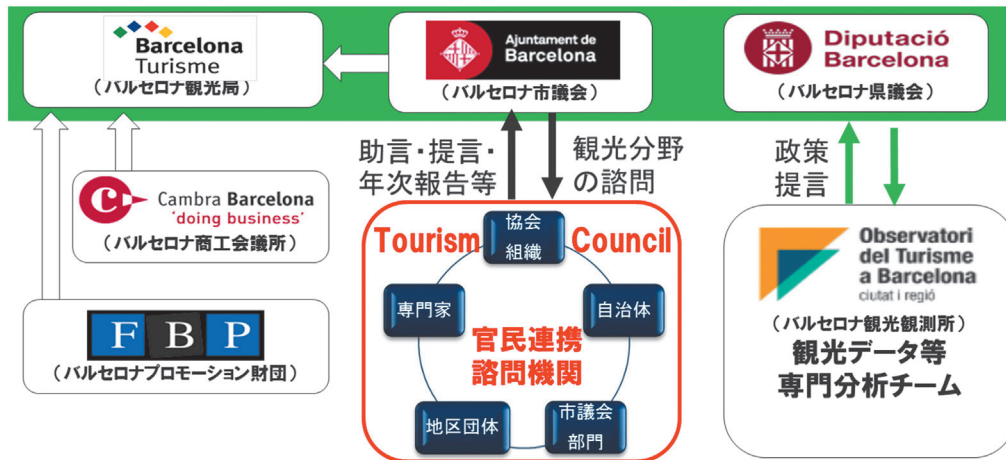 Barcelona
Turisme
（バルセロナ観光局）
Ajuntament de
Barcelona
（バルセロナ市議会）
Diputació
Barcelona
（バルセロナ県議会）
助言・提言・
年次報告等
観光分野
の諮問
政策
提言
Cambra Barcelona
'doing business'
（バルセロナ商工会議所）
F B P
（バルセロナプロモーション財団）
Tourism Council
協会
組織
専門家
自治体
官民連携
諮問機関
地区団体
市議会
部門
Observatori
del Turisme
a Barcelona
ciutat i regió
（バルセロナ観光観測所）
観光データ等
専門分析チーム